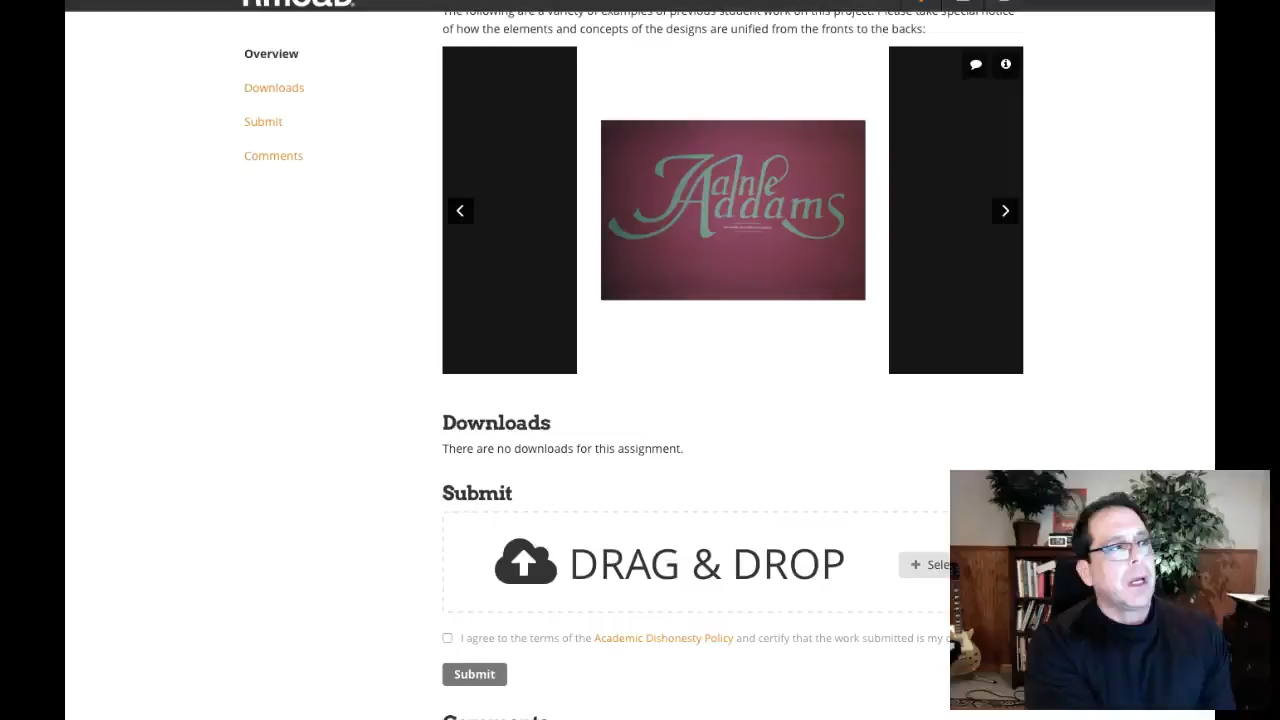 The following are a variety of examples of previous student work on this project. Please take special notice
of how the elements and concepts of the designs are unified from the fronts to the backs:
Overview
Downloads
Submit
Comments
Jane
Addams
Downloads
There are no downloads for this assignment.
Submit
DRAG & DROP
+ Sele
I agree to the terms of the Academic Dishonesty Policy and certify that the work submitted is my
Submit
Comments